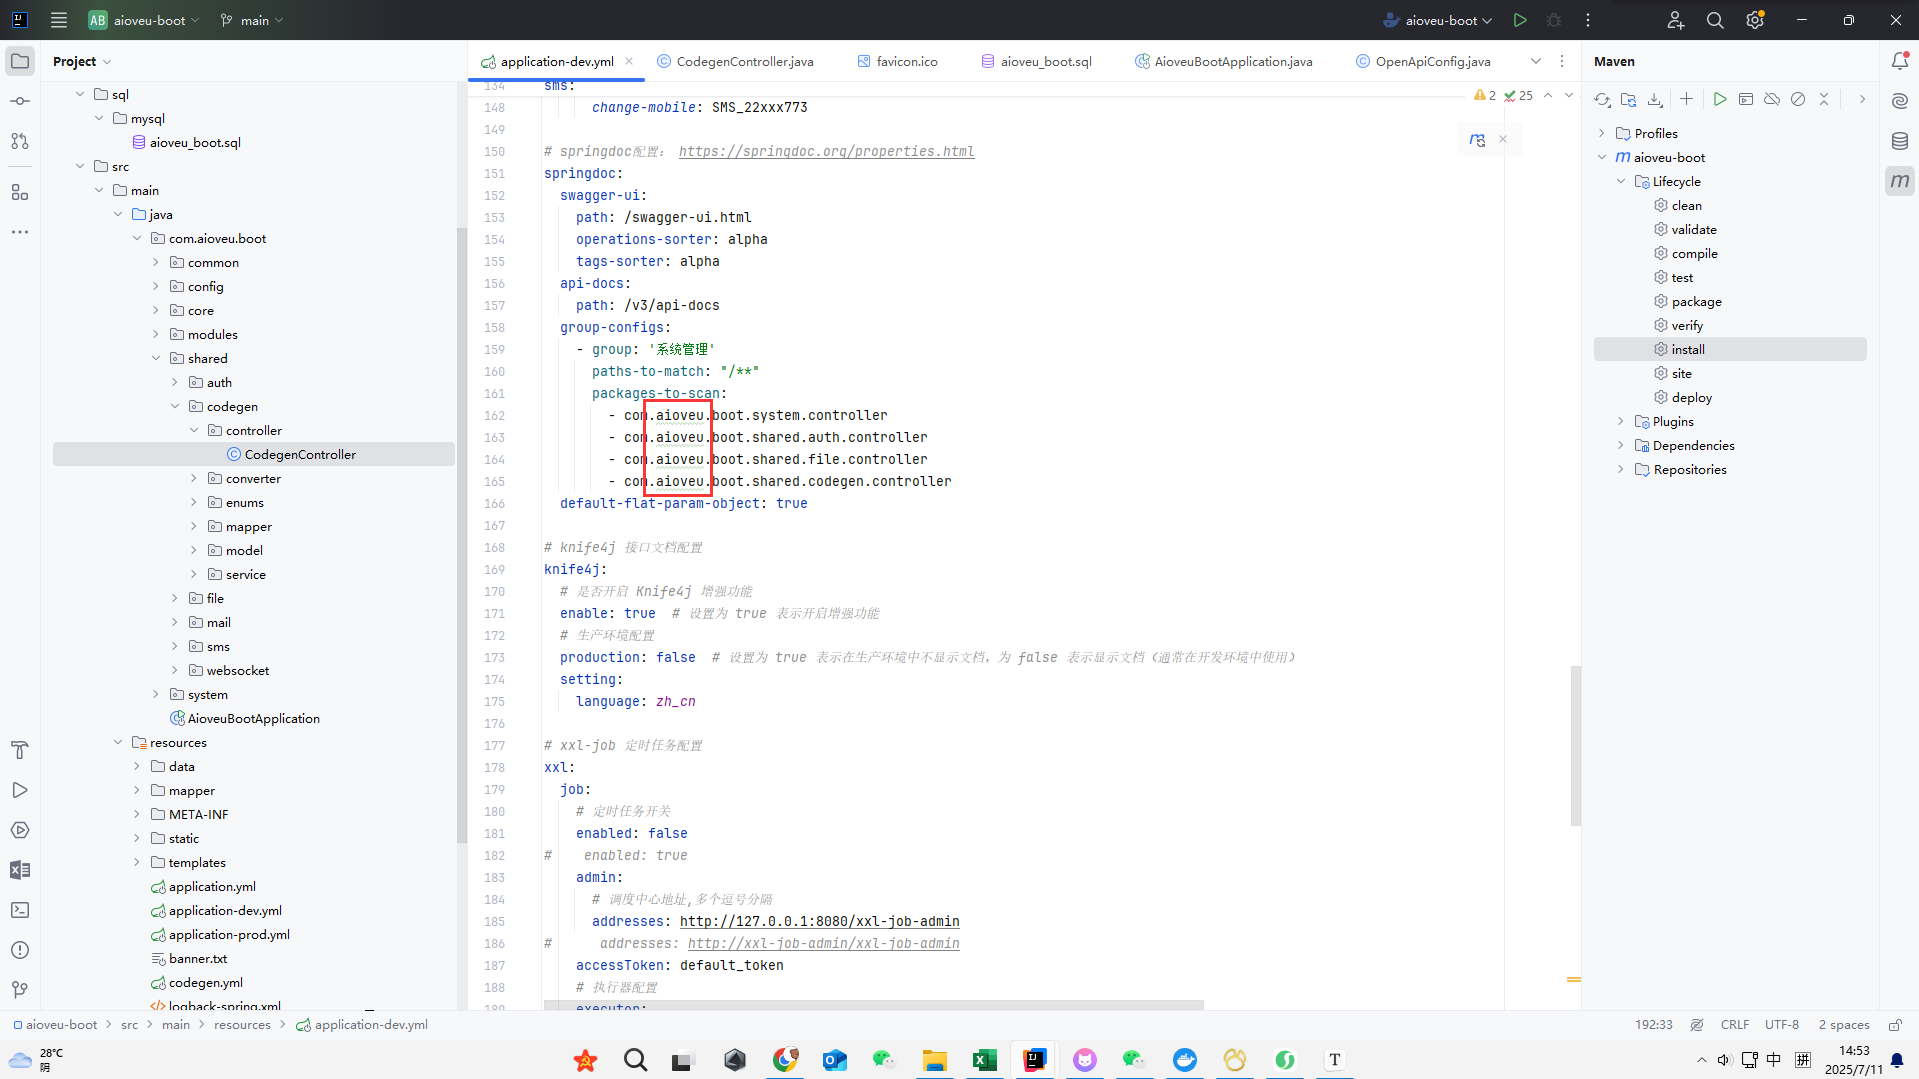 AB aioveu-boot
main
aioveu-boot
Project
application-dev.yml
CodegenController.java
favicon.ico
aioveu_boot.sql
AioveuBootApplication.java
OpenApiConfig.java
Maven
sql
mysql
aioveu_boot.sql
src
main
java
com.aioveu.boot
common
config
core
modules
shared
auth
codegen
controller
CodegenController
converter
enums
mapper
model
service
file
mail
sms
websocket
system
AioveuBootApplication
resources
data
mapper
META-INF
static
templates
application.yml
application-dev.yml
application-prod.yml
banner.txt
codegen.yml
logback-spring.xml
2 25
134 sms:
148 change-mobile: SMS_22xxx773
149
150 # springdoc配置： https://springdoc.org/properties.html
151 springdoc:
152 swagger-ui:
153 path: /swagger-ui.html
154 operations-sorter: alpha
155 tags-sorter: alpha
156 api-docs:
157 path: /v3/api-docs
158 group-configs:
159 - group: '系统管理'
160 paths-to-match: "/**"
161 packages-to-scan:
162 - com.aioveu.boot.system.controller
163 - com.aioveu.boot.shared.auth.controller
164 - com.aioveu.boot.shared.file.controller
165 - com.aioveu.boot.shared.codegen.controller
166 default-flat-param-object: true
167
168 # knife4j 接口文档配置
169 knife4j:
170 # 是否开启 Knife4j 增强功能
171 enable: true # 设置为 true 表示开启增强功能
172 # 生产环境配置
173 production: false # 设置为 true 表示在生产环境中不显示文档，为 false 表示显示文档（通常在开发环境中使用）
174 setting:
175 language: zh_cn
176
177 # xxl-job 定时任务配置
178 xxl:
179 job:
180 # 定时任务开关
181 enabled: false
182 # enabled: true
183 admin:
184 # 调度中心地址,多个逗号分隔
185 addresses: http://127.0.0.1:8080/xxl-job-admin
186 # addresses: http://xxl-job-admin/xxl-job-admin
187 accessToken: default_token
188 # 执行器配置
189 executor:
Profiles
aioveu-boot
Lifecycle
clean
validate
compile
test
package
verify
install
site
deploy
Plugins
Dependencies
Repositories
aioveu-boot > src > main > resources > application-dev.yml
192:33 CRLF UTF-8 2 spaces
28°C
阴
中 拼
14:53
2025/7/11